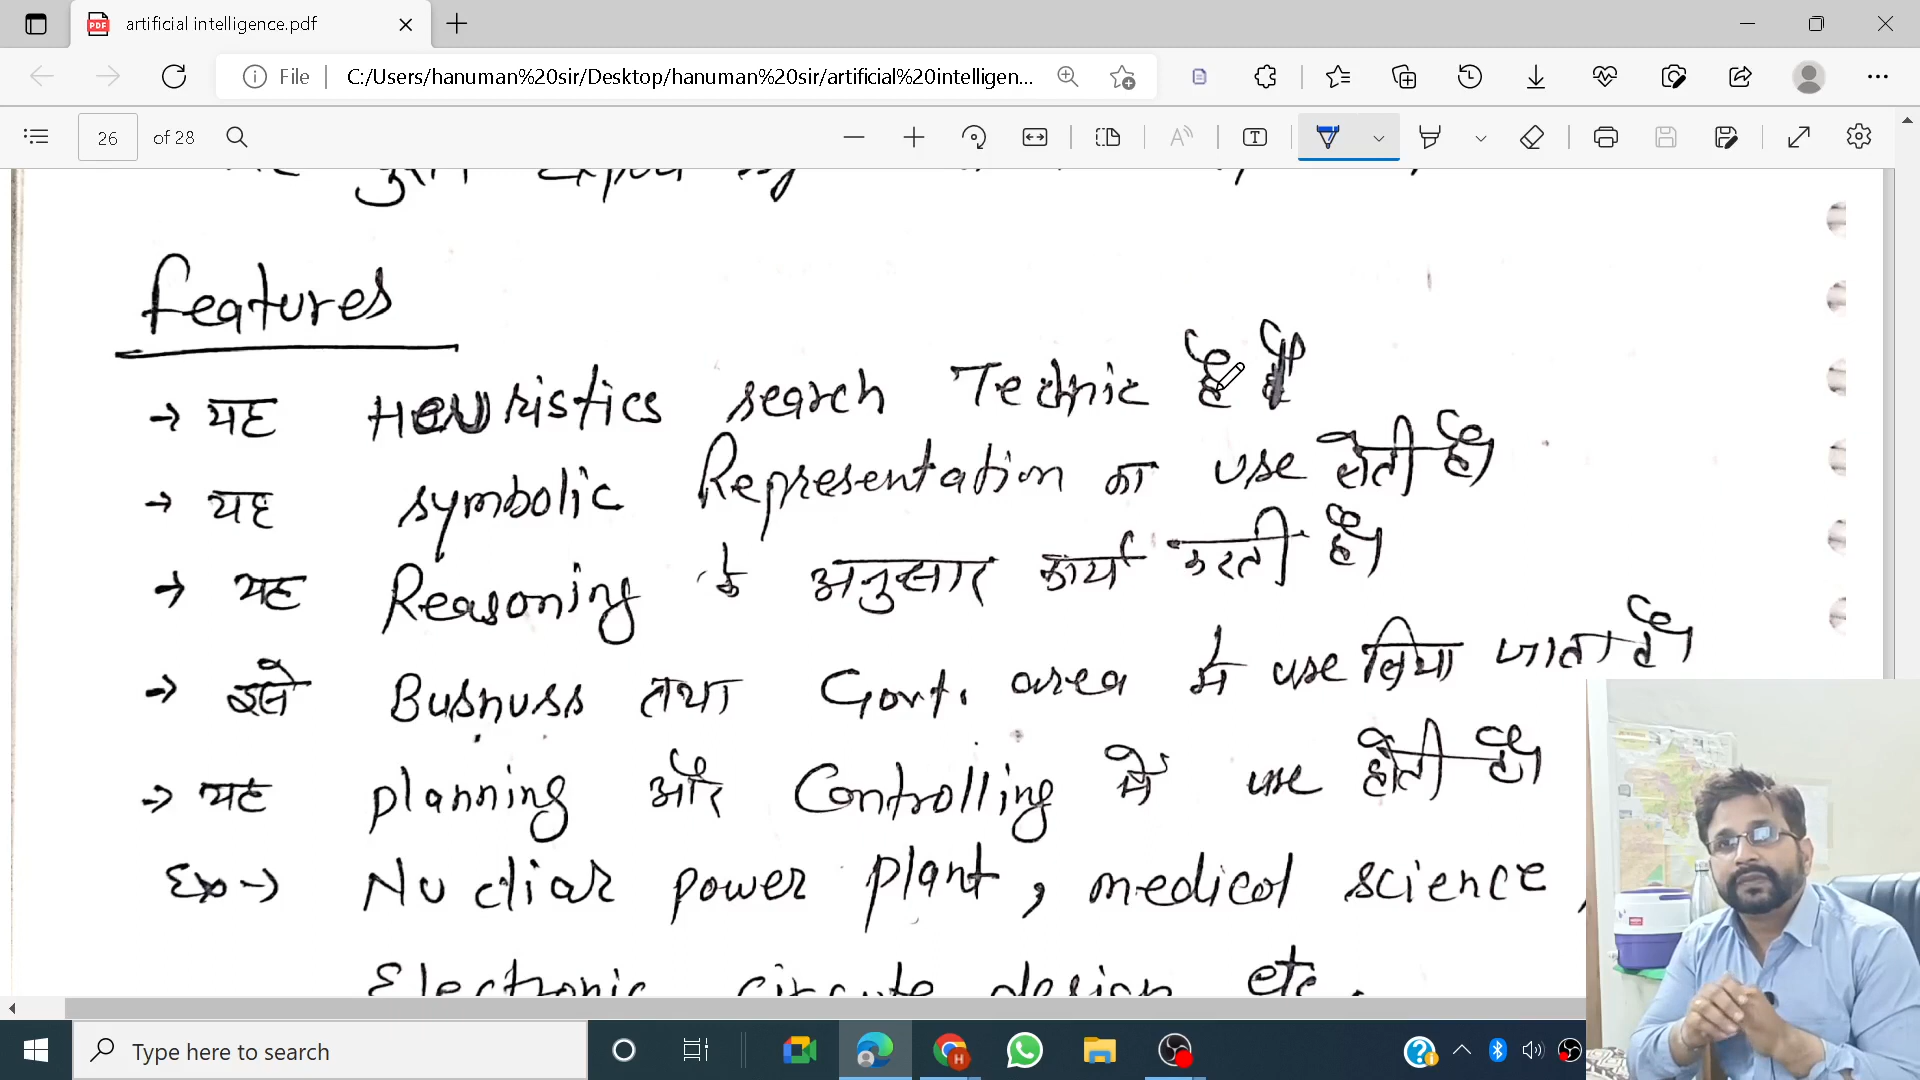 artificial intelligence.pdf
File C:/Users/hanuman%20sir/Desktop/hanuman%20sir/artificial%20intelligen...
26 of 28
Features
→ यह Heuristics search Technic है
→ यह symbolic Representation का use होती है।
→ यह Reasoning के अनुसार कार्य करती है।
→ इसे Busnuss तथा Govt. area में use लिया जाता है।
→ यह planning और Controlling में use होती है।
Ex→ Nucliar power plant, medical science,
Electronic circute design etc.
Type here to search